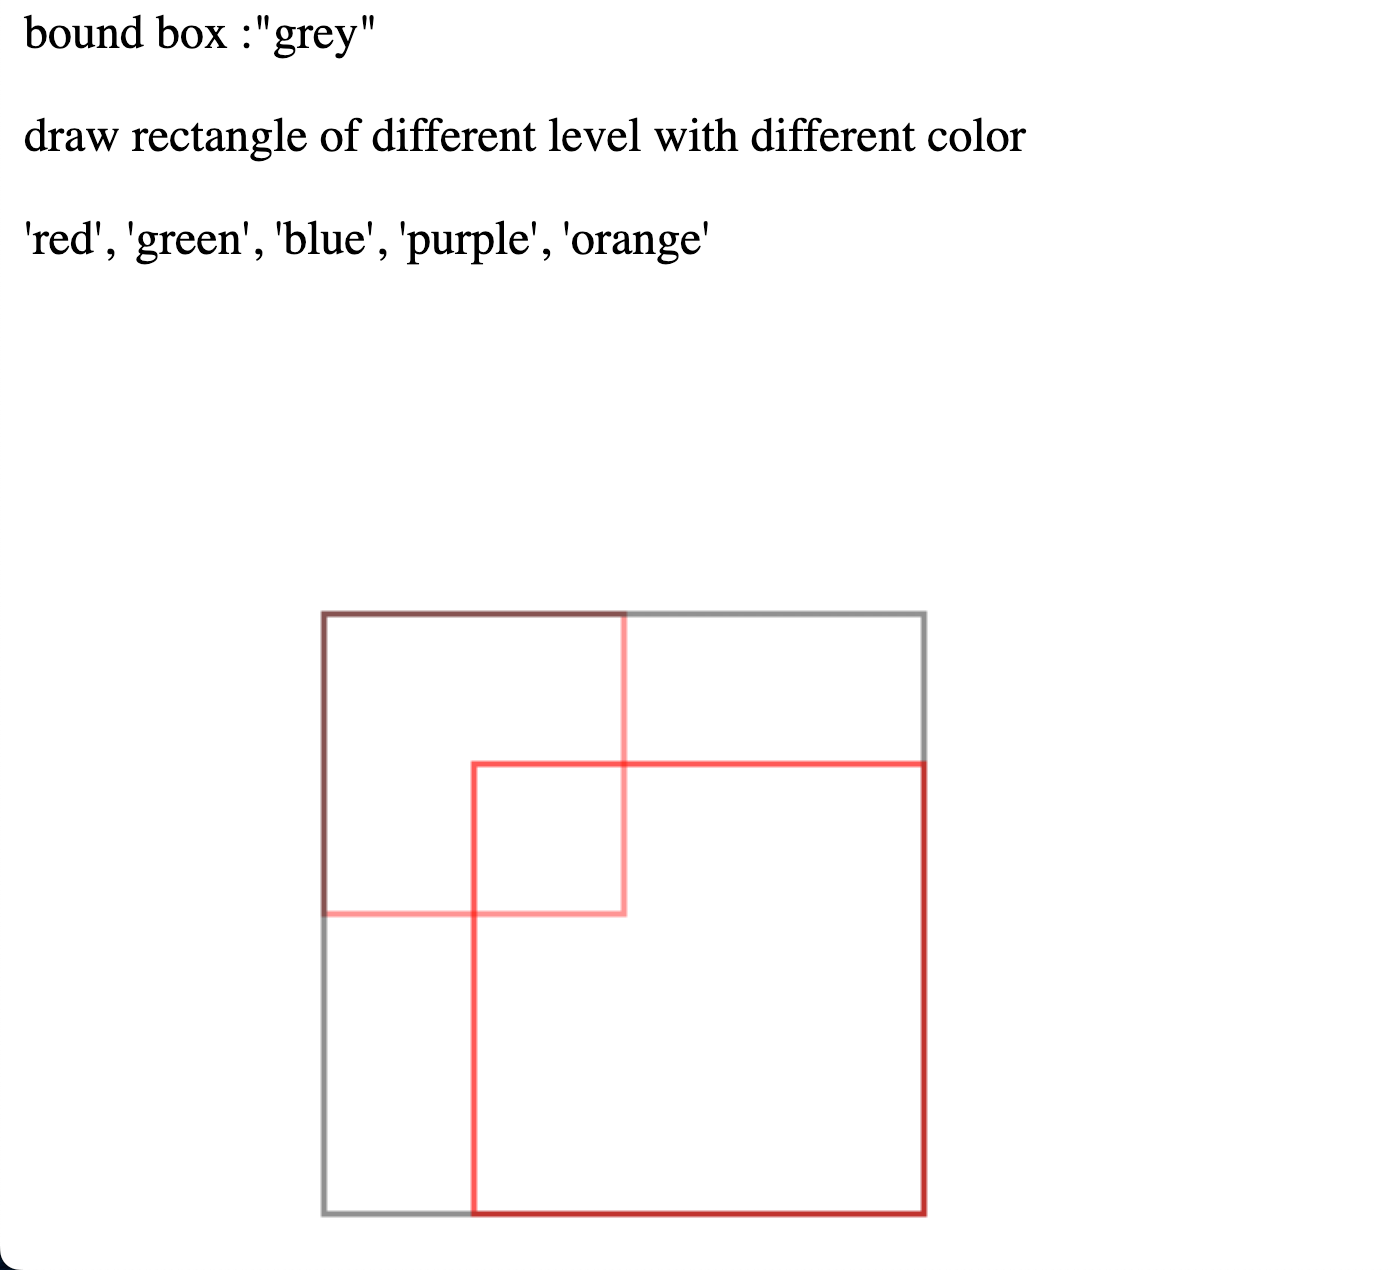 bound box :"grey"
draw rectangle of different level with different color
'red', 'green', 'blue', 'purple', 'orange'